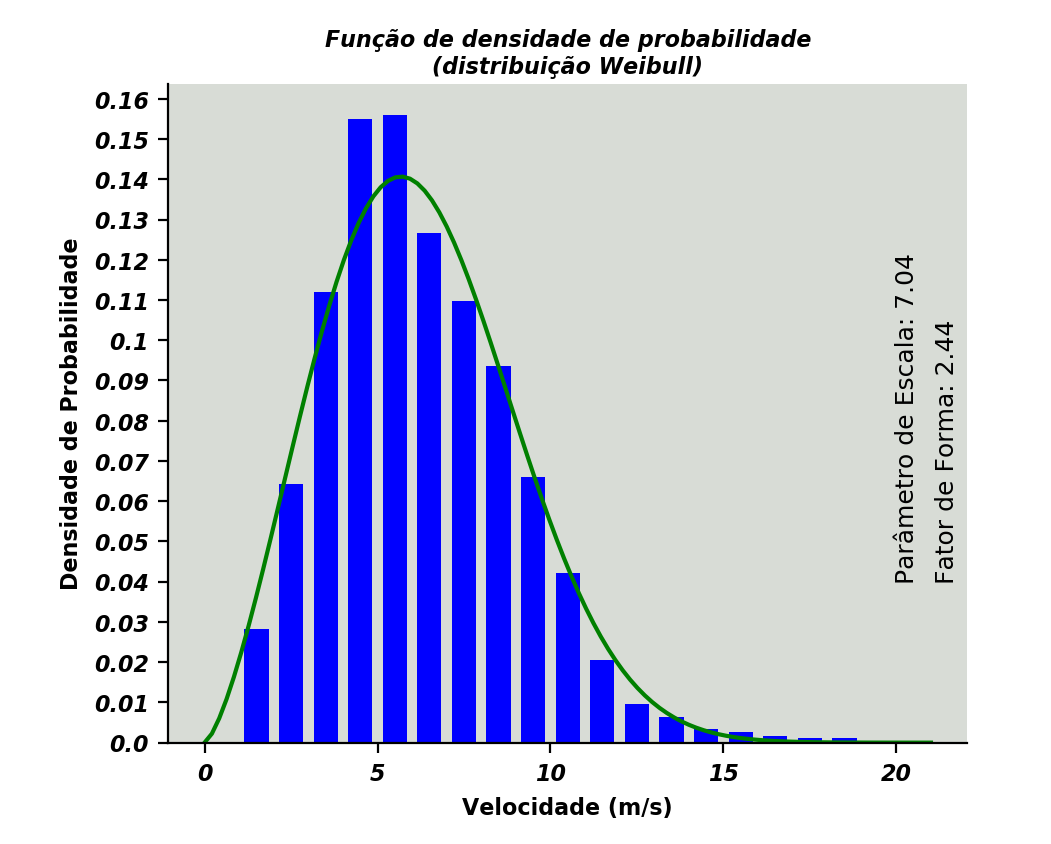 Função de densidade de probabilidade
(distribuição Weibull)
0.16
0.15
0.14
0.13
0.12
0.11
0.1
0.09
0.08
0.07
0.06
0.05
0.04
0.03
0.02
0.01
0.0
Densidade de Probabilidade
Parâmetro de Escala: 7.04
Fator de Forma: 2.44
0 5 10 15 20
Velocidade (m/s)